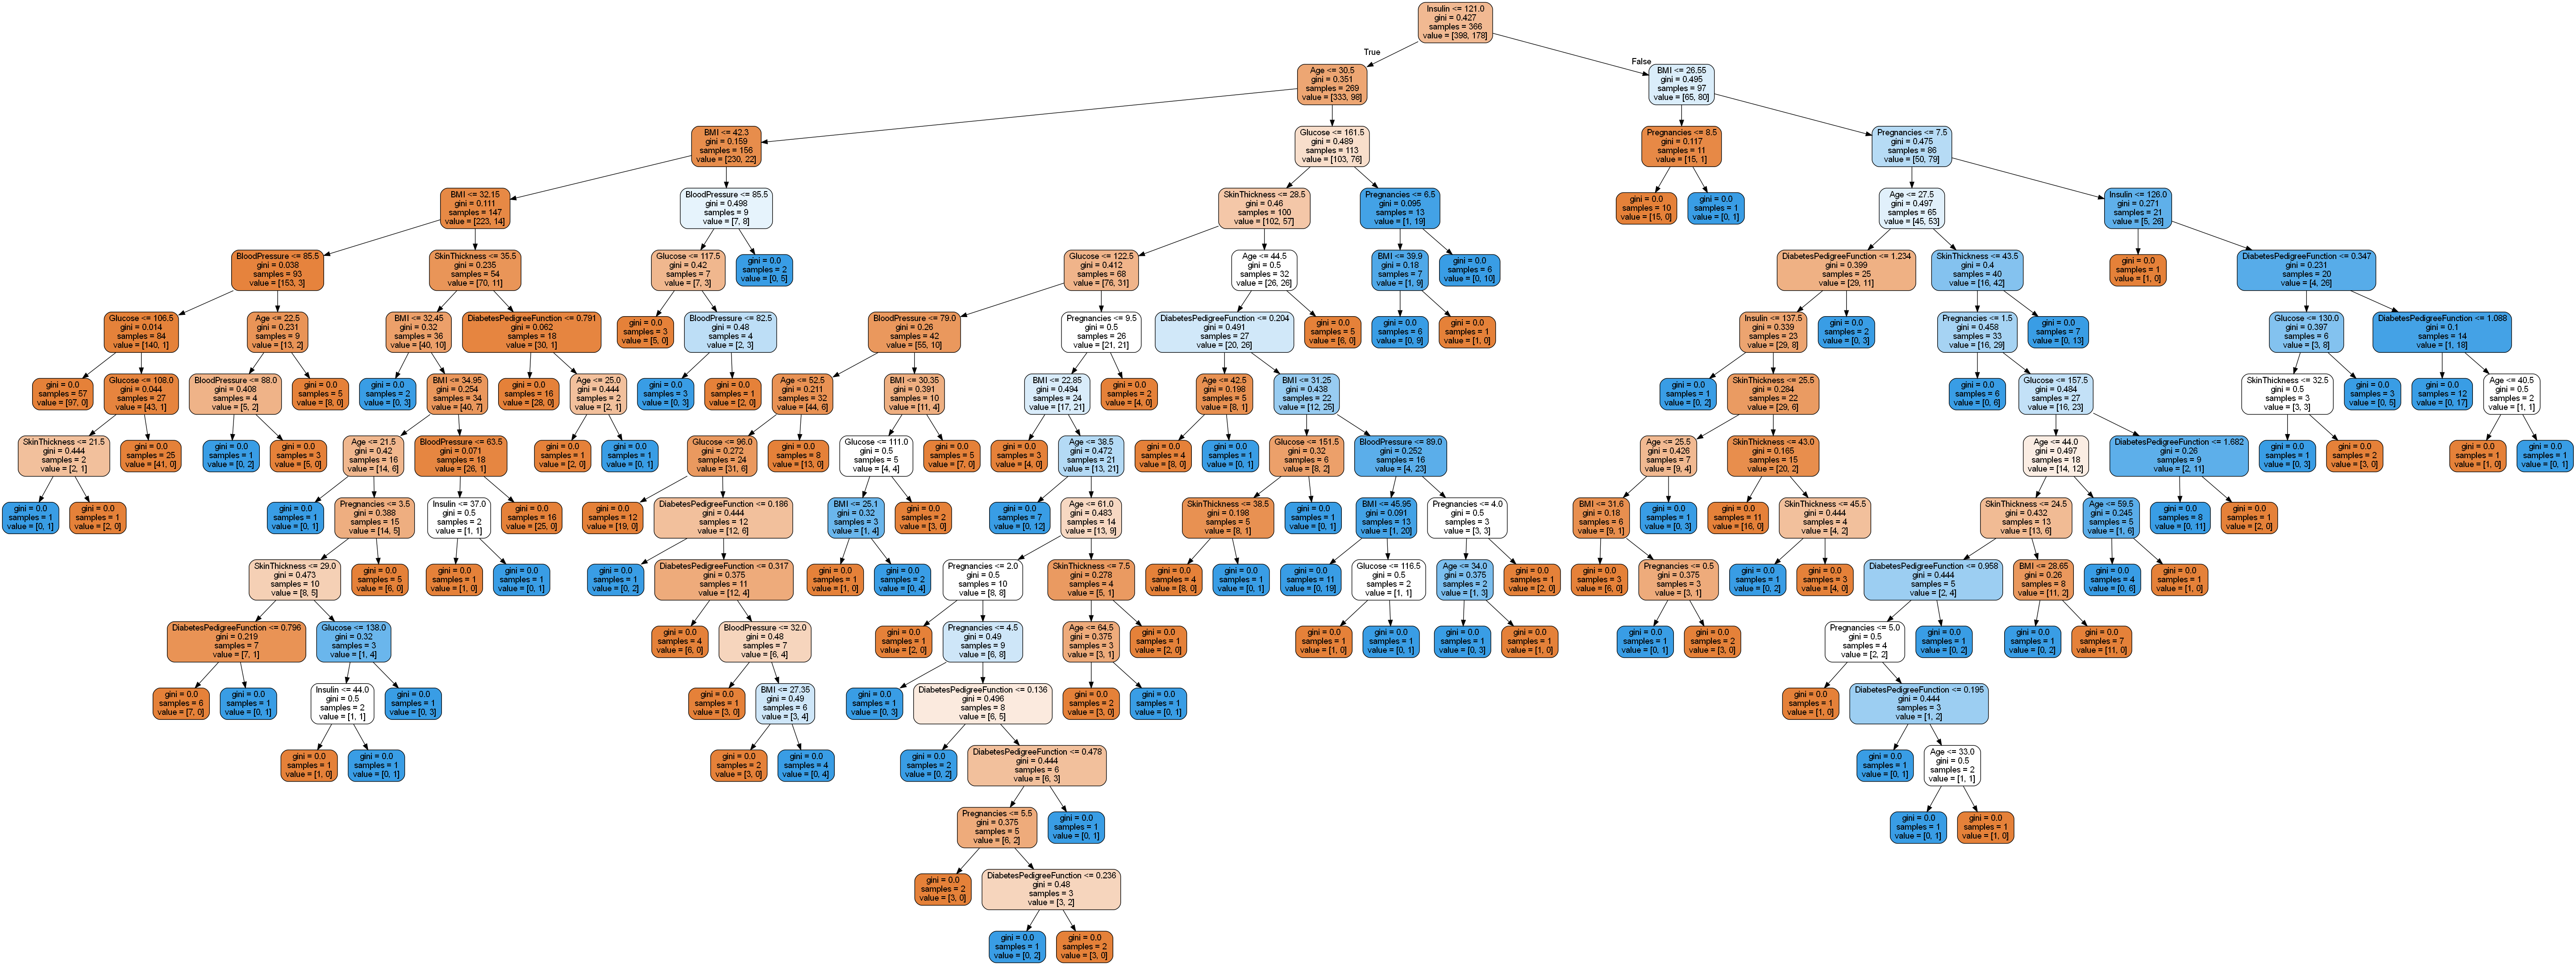 Insulin <= 121.0
gini = 0.427
samples = 366
value = [398, 178]
True
False
Age <= 30.5
gini = 0.351
samples = 269
value = [333, 98]
BMI <= 26.55
gini = 0.495
samples = 97
value = [65, 80]
BMI <= 42.3
gini = 0.159
samples = 156
value = [230, 22]
Glucose <= 161.5
gini = 0.489
samples = 113
value = [103, 76]
Pregnancies <= 8.5
gini = 0.117
samples = 11
value = [15, 1]
Pregnancies <= 7.5
gini = 0.475
samples = 86
value = [50, 79]
BMI <= 32.15
gini = 0.111
samples = 147
value = [223, 14]
BloodPressure <= 85.5
gini = 0.498
samples = 9
value = [7, 8]
SkinThickness <= 28.5
gini = 0.46
samples = 100
value = [102, 57]
Pregnancies <= 6.5
gini = 0.095
samples = 13
value = [1, 19]
gini = 0.0
samples = 10
value = [15, 0]
gini = 0.0
samples = 1
value = [0, 1]
Age <= 27.5
gini = 0.497
samples = 65
value = [45, 53]
Insulin <= 126.0
gini = 0.271
samples = 21
value = [5, 26]
BloodPressure <= 85.5
gini = 0.038
samples = 93
value = [153, 3]
SkinThickness <= 35.5
gini = 0.235
samples = 54
value = [70, 11]
Glucose <= 117.5
gini = 0.42
samples = 7
value = [7, 3]
gini = 0.0
samples = 2
value = [0, 5]
Glucose <= 122.5
gini = 0.412
samples = 68
value = [76, 31]
Age <= 44.5
gini = 0.5
samples = 32
value = [26, 26]
BMI <= 39.9
gini = 0.18
samples = 7
value = [1, 9]
gini = 0.0
samples = 6
value = [0, 10]
DiabetesPedigreeFunction <= 1.234
gini = 0.399
samples = 25
value = [29, 11]
SkinThickness <= 43.5
gini = 0.4
samples = 40
value = [16, 42]
gini = 0.0
samples = 1
value = [1, 0]
DiabetesPedigreeFunction <= 0.347
gini = 0.231
samples = 20
value = [4, 26]
Glucose <= 106.5
gini = 0.014
samples = 84
value = [140, 1]
Age <= 22.5
gini = 0.231
samples = 9
value = [13, 2]
BMI <= 32.45
gini = 0.32
samples = 36
value = [40, 10]
DiabetesPedigreeFunction <= 0.791
gini = 0.062
samples = 18
value = [30, 1]
gini = 0.0
samples = 3
value = [5, 0]
BloodPressure <= 82.5
gini = 0.48
samples = 4
value = [2, 3]
BloodPressure <= 79.0
gini = 0.26
samples = 42
value = [55, 10]
Pregnancies <= 9.5
gini = 0.5
samples = 26
value = [21, 21]
DiabetesPedigreeFunction <= 0.204
gini = 0.491
samples = 27
value = [20, 26]
gini = 0.0
samples = 5
value = [6, 0]
gini = 0.0
samples = 6
value = [0, 9]
gini = 0.0
samples = 1
value = [1, 0]
Insulin <= 137.5
gini = 0.339
samples = 23
value = [29, 8]
gini = 0.0
samples = 2
value = [0, 3]
Pregnancies <= 1.5
gini = 0.458
samples = 33
value = [16, 29]
gini = 0.0
samples = 7
value = [0, 13]
Glucose <= 130.0
gini = 0.397
samples = 6
value = [3, 8]
DiabetesPedigreeFunction <= 1.088
gini = 0.1
samples = 14
value = [1, 18]
gini = 0.0
samples = 57
value = [97, 0]
Glucose <= 108.0
gini = 0.044
samples = 27
value = [43, 1]
BloodPressure <= 88.0
gini = 0.408
samples = 4
value = [5, 2]
gini = 0.0
samples = 5
value = [8, 0]
gini = 0.0
samples = 2
value = [0, 3]
BMI <= 34.95
gini = 0.254
samples = 34
value = [40, 7]
gini = 0.0
samples = 16
value = [28, 0]
Age <= 25.0
gini = 0.444
samples = 2
value = [2, 1]
gini = 0.0
samples = 3
value = [0, 3]
gini = 0.0
samples = 1
value = [2, 0]
Age <= 52.5
gini = 0.211
samples = 32
value = [44, 6]
BMI <= 30.35
gini = 0.391
samples = 10
value = [11, 4]
BMI <= 22.85
gini = 0.494
samples = 24
value = [17, 21]
gini = 0.0
samples = 2
value = [4, 0]
Age <= 42.5
gini = 0.198
samples = 5
value = [8, 1]
BMI <= 31.25
gini = 0.438
samples = 22
value = [12, 25]
gini = 0.0
samples = 1
value = [0, 2]
SkinThickness <= 25.5
gini = 0.284
samples = 22
value = [29, 6]
gini = 0.0
samples = 6
value = [0, 6]
Glucose <= 157.5
gini = 0.484
samples = 27
value = [16, 23]
SkinThickness <= 32.5
gini = 0.5
samples = 3
value = [3, 3]
gini = 0.0
samples = 3
value = [0, 5]
gini = 0.0
samples = 12
value = [0, 17]
Age <= 40.5
gini = 0.5
samples = 2
value = [1, 1]
SkinThickness <= 21.5
gini = 0.444
samples = 2
value = [2, 1]
gini = 0.0
samples = 25
value = [41, 0]
gini = 0.0
samples = 1
value = [0, 2]
gini = 0.0
samples = 3
value = [5, 0]
Age <= 21.5
gini = 0.42
samples = 16
value = [14, 6]
BloodPressure <= 63.5
gini = 0.071
samples = 18
value = [26, 1]
gini = 0.0
samples = 1
value = [2, 0]
gini = 0.0
samples = 1
value = [0, 1]
Glucose <= 96.0
gini = 0.272
samples = 24
value = [31, 6]
gini = 0.0
samples = 8
value = [13, 0]
Glucose <= 111.0
gini = 0.5
samples = 5
value = [4, 4]
gini = 0.0
samples = 5
value = [7, 0]
gini = 0.0
samples = 3
value = [4, 0]
Age <= 38.5
gini = 0.472
samples = 21
value = [13, 21]
gini = 0.0
samples = 4
value = [8, 0]
gini = 0.0
samples = 1
value = [0, 1]
Glucose <= 151.5
gini = 0.32
samples = 6
value = [8, 2]
BloodPressure <= 89.0
gini = 0.252
samples = 16
value = [4, 23]
Age <= 25.5
gini = 0.426
samples = 7
value = [9, 4]
SkinThickness <= 43.0
gini = 0.165
samples = 15
value = [20, 2]
Age <= 44.0
gini = 0.497
samples = 18
value = [14, 12]
DiabetesPedigreeFunction <= 1.682
gini = 0.26
samples = 9
value = [2, 11]
gini = 0.0
samples = 1
value = [0, 3]
gini = 0.0
samples = 2
value = [3, 0]
gini = 0.0
samples = 1
value = [1, 0]
gini = 0.0
samples = 1
value = [0, 1]
gini = 0.0
samples = 1
value = [0, 1]
gini = 0.0
samples = 1
value = [2, 0]
gini = 0.0
samples = 1
value = [0, 1]
Pregnancies <= 3.5
gini = 0.388
samples = 15
value = [14, 5]
Insulin <= 37.0
gini = 0.5
samples = 2
value = [1, 1]
gini = 0.0
samples = 16
value = [25, 0]
gini = 0.0
samples = 12
value = [19, 0]
DiabetesPedigreeFunction <= 0.186
gini = 0.444
samples = 12
value = [12, 6]
BMI <= 25.1
gini = 0.32
samples = 3
value = [1, 4]
gini = 0.0
samples = 2
value = [3, 0]
gini = 0.0
samples = 7
value = [0, 12]
Age <= 61.0
gini = 0.483
samples = 14
value = [13, 9]
SkinThickness <= 38.5
gini = 0.198
samples = 5
value = [8, 1]
gini = 0.0
samples = 1
value = [0, 1]
BMI <= 45.95
gini = 0.091
samples = 13
value = [1, 20]
Pregnancies <= 4.0
gini = 0.5
samples = 3
value = [3, 3]
BMI <= 31.6
gini = 0.18
samples = 6
value = [9, 1]
gini = 0.0
samples = 1
value = [0, 3]
gini = 0.0
samples = 11
value = [16, 0]
SkinThickness <= 45.5
gini = 0.444
samples = 4
value = [4, 2]
SkinThickness <= 24.5
gini = 0.432
samples = 13
value = [13, 6]
Age <= 59.5
gini = 0.245
samples = 5
value = [1, 6]
gini = 0.0
samples = 8
value = [0, 11]
gini = 0.0
samples = 1
value = [2, 0]
SkinThickness <= 29.0
gini = 0.473
samples = 10
value = [8, 5]
gini = 0.0
samples = 5
value = [6, 0]
gini = 0.0
samples = 1
value = [1, 0]
gini = 0.0
samples = 1
value = [0, 1]
gini = 0.0
samples = 1
value = [0, 2]
DiabetesPedigreeFunction <= 0.317
gini = 0.375
samples = 11
value = [12, 4]
gini = 0.0
samples = 1
value = [1, 0]
gini = 0.0
samples = 2
value = [0, 4]
Pregnancies <= 2.0
gini = 0.5
samples = 10
value = [8, 8]
SkinThickness <= 7.5
gini = 0.278
samples = 4
value = [5, 1]
gini = 0.0
samples = 4
value = [8, 0]
gini = 0.0
samples = 1
value = [0, 1]
gini = 0.0
samples = 11
value = [0, 19]
Glucose <= 116.5
gini = 0.5
samples = 2
value = [1, 1]
Age <= 34.0
gini = 0.375
samples = 2
value = [1, 3]
gini = 0.0
samples = 1
value = [2, 0]
gini = 0.0
samples = 3
value = [6, 0]
Pregnancies <= 0.5
gini = 0.375
samples = 3
value = [3, 1]
gini = 0.0
samples = 1
value = [0, 2]
gini = 0.0
samples = 3
value = [4, 0]
DiabetesPedigreeFunction <= 0.958
gini = 0.444
samples = 5
value = [2, 4]
BMI <= 28.65
gini = 0.26
samples = 8
value = [11, 2]
gini = 0.0
samples = 4
value = [0, 6]
gini = 0.0
samples = 1
value = [1, 0]
DiabetesPedigreeFunction <= 0.796
gini = 0.219
samples = 7
value = [7, 1]
Glucose <= 138.0
gini = 0.32
samples = 3
value = [1, 4]
gini = 0.0
samples = 4
value = [6, 0]
BloodPressure <= 32.0
gini = 0.48
samples = 7
value = [6, 4]
gini = 0.0
samples = 1
value = [2, 0]
Pregnancies <= 4.5
gini = 0.49
samples = 9
value = [6, 8]
Age <= 64.5
gini = 0.375
samples = 3
value = [3, 1]
gini = 0.0
samples = 1
value = [2, 0]
gini = 0.0
samples = 1
value = [1, 0]
gini = 0.0
samples = 1
value = [0, 1]
gini = 0.0
samples = 1
value = [0, 3]
gini = 0.0
samples = 1
value = [1, 0]
gini = 0.0
samples = 1
value = [0, 1]
gini = 0.0
samples = 2
value = [3, 0]
Pregnancies <= 5.0
gini = 0.5
samples = 4
value = [2, 2]
gini = 0.0
samples = 1
value = [0, 2]
gini = 0.0
samples = 1
value = [0, 2]
gini = 0.0
samples = 7
value = [11, 0]
gini = 0.0
samples = 6
value = [7, 0]
gini = 0.0
samples = 1
value = [0, 1]
Insulin <= 44.0
gini = 0.5
samples = 2
value = [1, 1]
gini = 0.0
samples = 1
value = [0, 3]
gini = 0.0
samples = 1
value = [3, 0]
BMI <= 27.35
gini = 0.49
samples = 6
value = [3, 4]
gini = 0.0
samples = 1
value = [0, 3]
DiabetesPedigreeFunction <= 0.136
gini = 0.496
samples = 8
value = [6, 5]
gini = 0.0
samples = 2
value = [3, 0]
gini = 0.0
samples = 1
value = [0, 1]
gini = 0.0
samples = 1
value = [1, 0]
DiabetesPedigreeFunction <= 0.195
gini = 0.444
samples = 3
value = [1, 2]
gini = 0.0
samples = 1
value = [1, 0]
gini = 0.0
samples = 1
value = [0, 1]
gini = 0.0
samples = 2
value = [3, 0]
gini = 0.0
samples = 4
value = [0, 4]
gini = 0.0
samples = 2
value = [0, 2]
DiabetesPedigreeFunction <= 0.478
gini = 0.444
samples = 6
value = [6, 3]
gini = 0.0
samples = 1
value = [0, 1]
Age <= 33.0
gini = 0.5
samples = 2
value = [1, 1]
Pregnancies <= 5.5
gini = 0.375
samples = 5
value = [6, 2]
gini = 0.0
samples = 1
value = [0, 1]
gini = 0.0
samples = 1
value = [0, 1]
gini = 0.0
samples = 1
value = [1, 0]
gini = 0.0
samples = 2
value = [3, 0]
DiabetesPedigreeFunction <= 0.236
gini = 0.48
samples = 3
value = [3, 2]
gini = 0.0
samples = 1
value = [0, 2]
gini = 0.0
samples = 2
value = [3, 0]